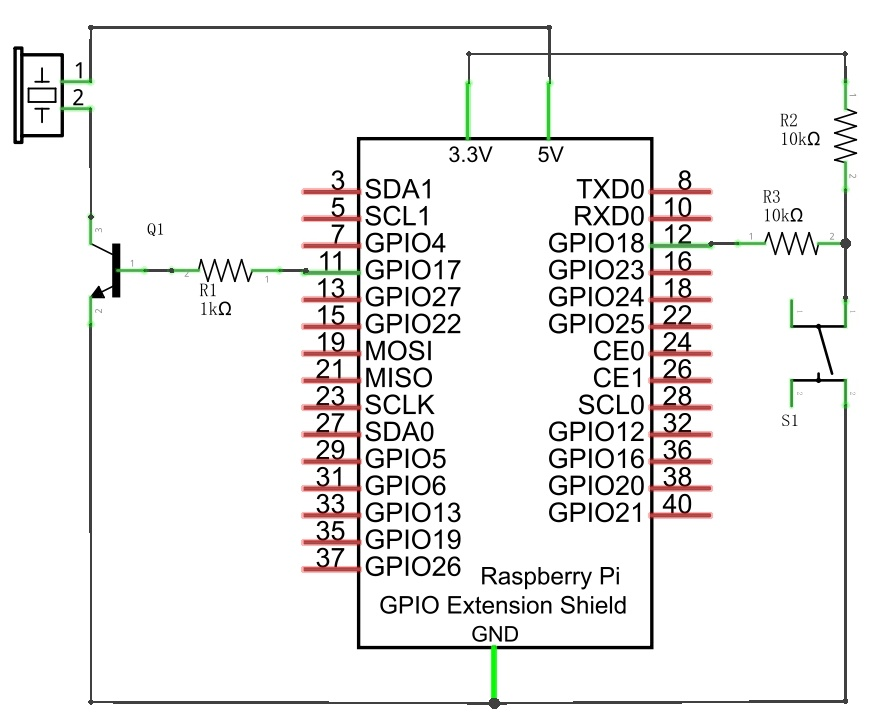 1
2
3.3V
5V
1
R2
10kΩ
2
3
Q1
1
2
2
R1
1kΩ
1
3 SDA1
5 SCL1
7 GPIO4
11 GPIO17
13 GPIO27
15 GPIO22
19 MOSI
21 MISO
23 SCLK
27 SDA0
29 GPIO5
31 GPIO6
33 GPIO13
35 GPIO19
37 GPIO26
TXD0 8
RXD0 10
GPIO18 12
GPIO23 16
GPIO24 18
GPIO25 22
CE0 24
CE1 26
SCL0 28
GPIO12 32
GPIO16 36
GPIO20 38
GPIO21 40
R3
10kΩ
1
2
1
1
2
2
S1
Raspberry Pi
GPIO Extension Shield
GND